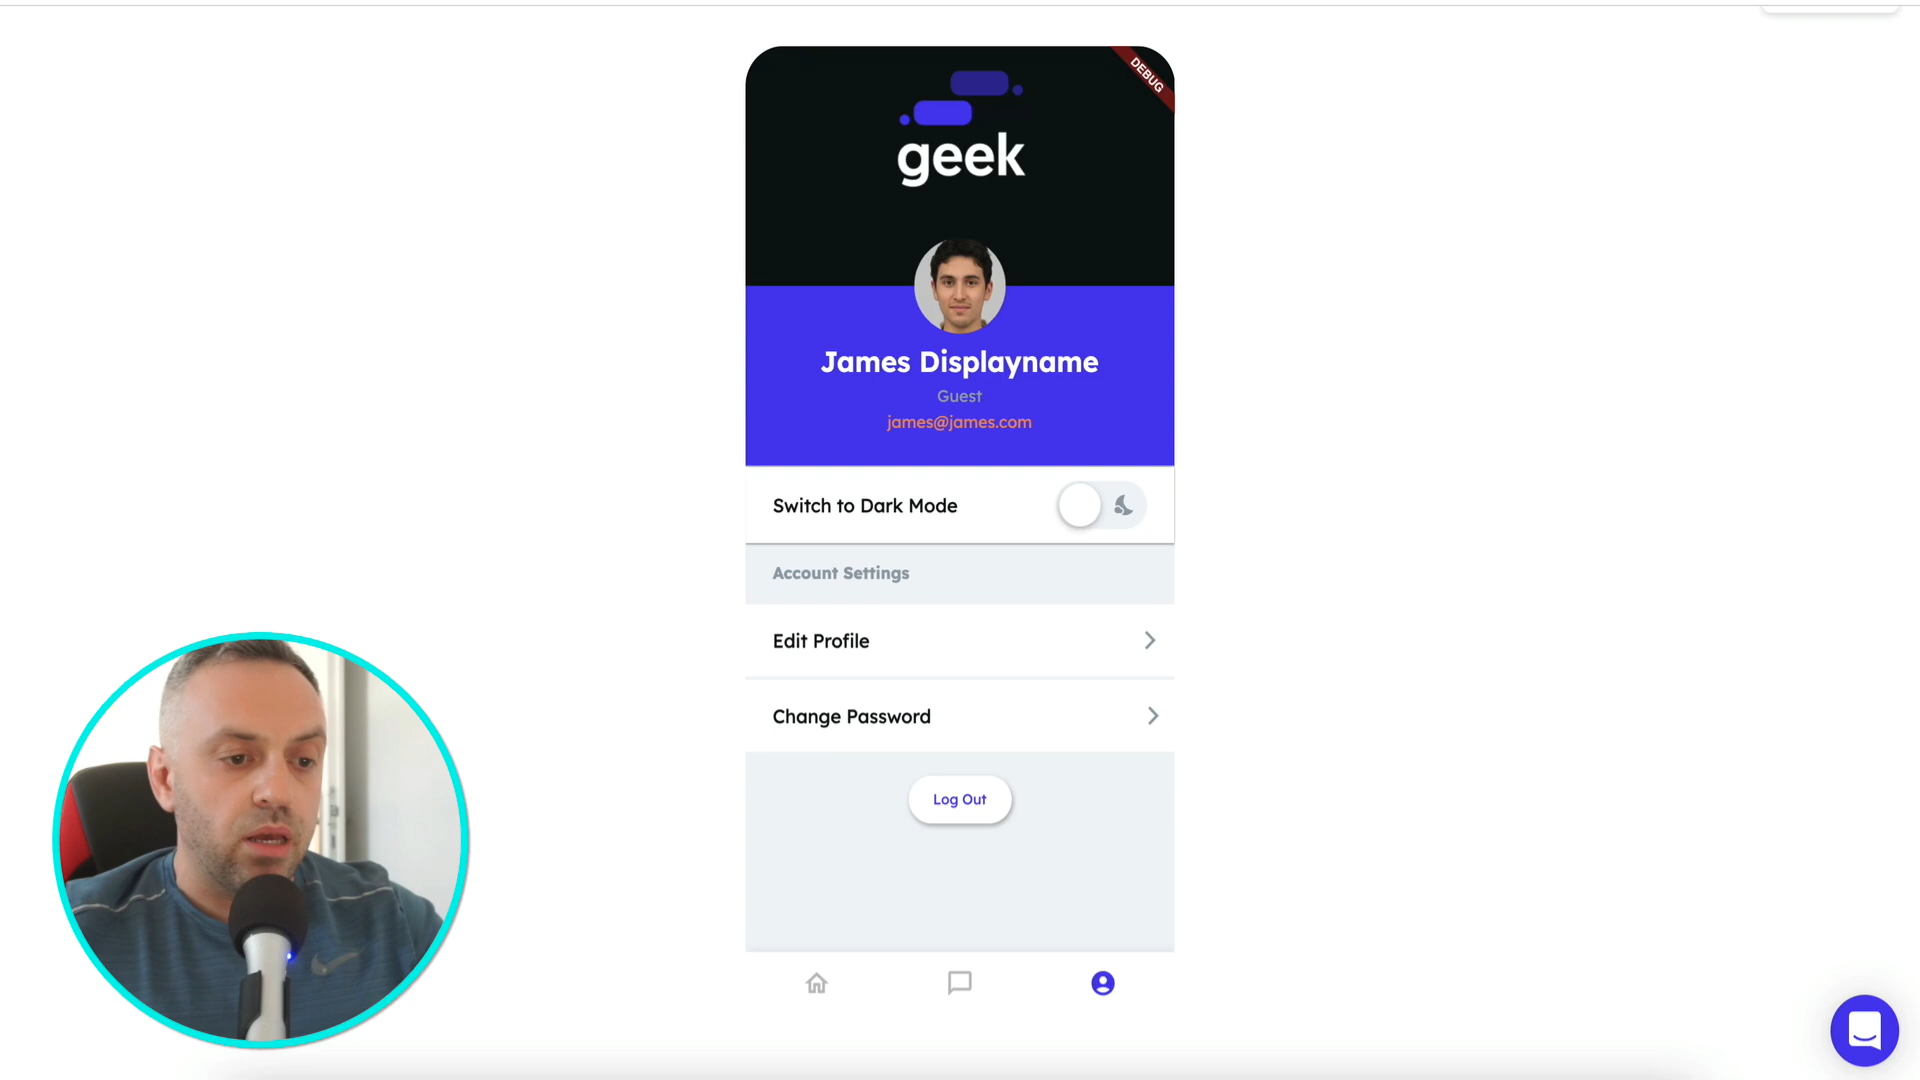 DEBUG
geek
James Displayname
Guest
james@james.com
Switch to Dark Mode
Account Settings
Edit Profile
Change Password
Log Out